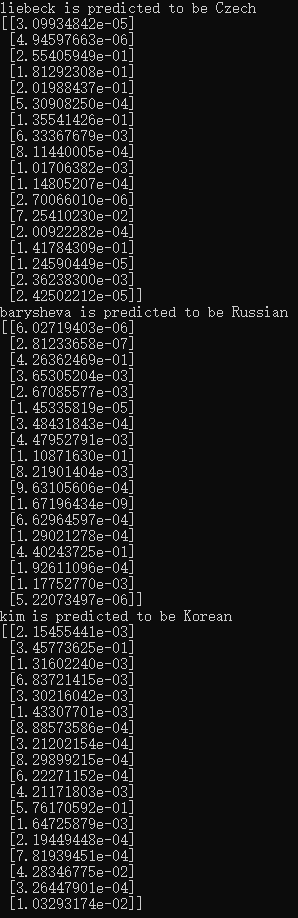 liebeck is predicted to be Czech
[[3.09934842e-05]
 [4.94597663e-06]
 [2.55405949e-01]
 [1.81292308e-01]
 [2.01988437e-01]
 [5.30908250e-04]
 [1.35541426e-01]
 [6.33367679e-03]
 [8.11440005e-04]
 [1.01706382e-03]
 [1.14805207e-04]
 [2.70066010e-06]
 [7.25410230e-02]
 [2.00922282e-04]
 [1.41784309e-01]
 [1.24590449e-05]
 [2.36238300e-03]
 [2.42502212e-05]]
barysheva is predicted to be Russian
[[6.02719403e-06]
 [2.81233658e-07]
 [4.26362469e-01]
 [3.65305204e-03]
 [2.67085577e-03]
 [1.45335819e-05]
 [3.48431843e-04]
 [4.47952791e-03]
 [1.10871630e-01]
 [8.21901404e-03]
 [9.63105606e-04]
 [1.67196434e-09]
 [6.62964597e-04]
 [1.29021278e-04]
 [4.40243725e-01]
 [1.92611096e-04]
 [1.17752770e-03]
 [5.22073497e-06]]
kim is predicted to be Korean
[[2.15455441e-03]
 [3.45773625e-01]
 [1.31602240e-03]
 [6.83721415e-03]
 [3.30216042e-03]
 [1.43307701e-03]
 [8.88573586e-04]
 [3.21202154e-04]
 [8.29899215e-04]
 [6.22271152e-04]
 [4.21171803e-03]
 [5.76170592e-01]
 [1.64725879e-03]
 [2.19449448e-04]
 [7.81939451e-04]
 [4.28346775e-02]
 [3.26447901e-04]
 [1.03293174e-02]]